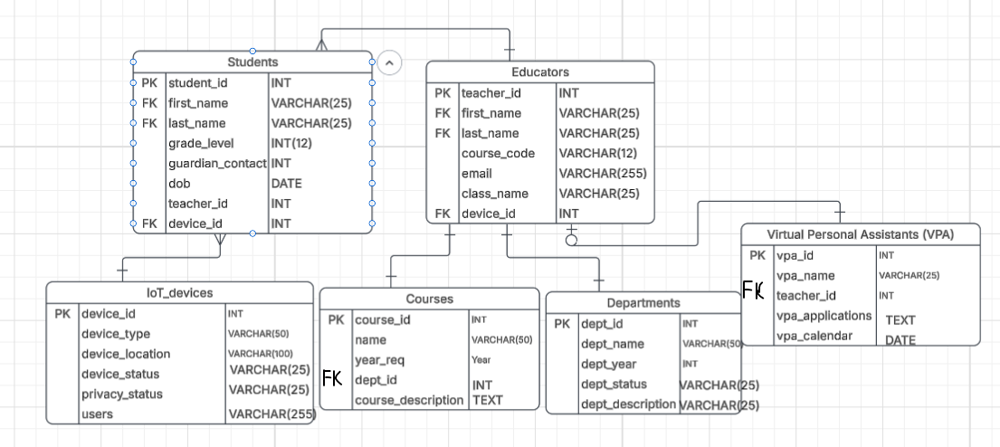 Students
PK student_id INT
FK first_name VARCHAR(25)
FK last_name VARCHAR(25)
grade_level INT(12)
guardian_contact INT
dob DATE
teacher_id INT
FK device_id INT
Educators
PK teacher_id INT
FK first_name VARCHAR(25)
FK last_name VARCHAR(25)
course_code VARCHAR(12)
email VARCHAR(255)
class_name VARCHAR(25)
FK device_id INT
Virtual Personal Assistants (VPA)
PK vpa_id INT
vpa_name VARCHAR(25)
FK teacher_id INT
vpa_applications TEXT
vpa_calendar DATE
IoT_devices
PK device_id INT
device_type VARCHAR(50)
device_location VARCHAR(100)
device_status VARCHAR(25)
privacy_status VARCHAR(25)
users VARCHAR(255)
Courses
PK course_id INT
name VARCHAR(50)
year_req Year
FK dept_id INT
course_description TEXT
Departments
PK dept_id INT
dept_name VARCHAR(50)
dept_year INT
dept_status VARCHAR(25)
dept_description VARCHAR(25)